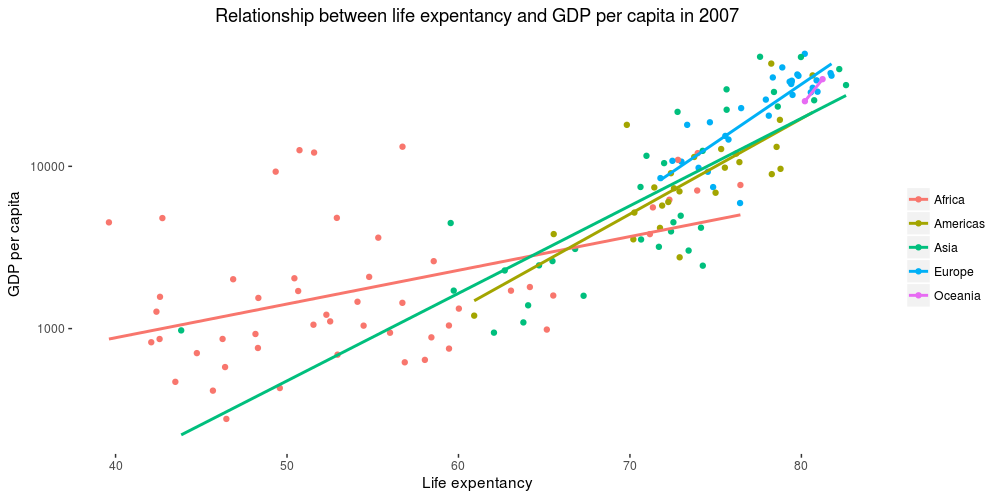 Relationship between life expentancy and GDP per capita in 2007
GDP per capita
10000
1000
40 50 60 70 80
Life expentancy
Africa
Americas
Asia
Europe
Oceania